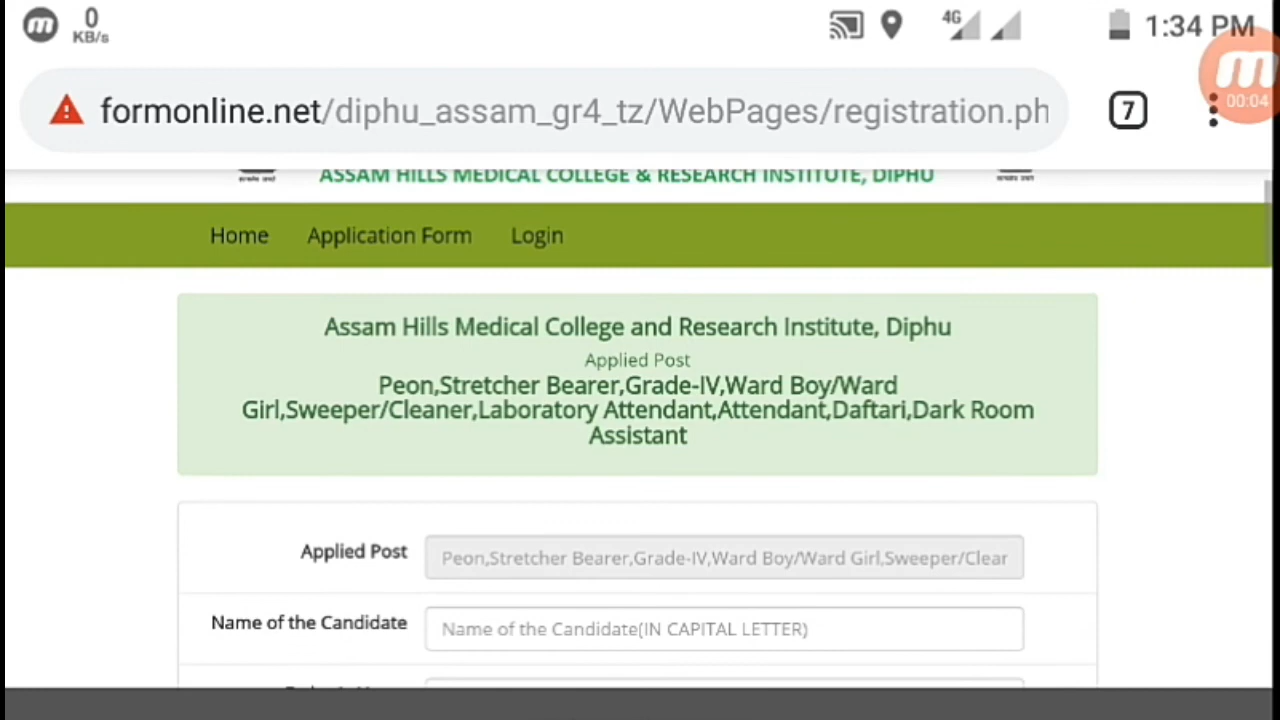 0
KB/s
4G
1:34 PM
00:04
formonline.net/diphu_assam_gr4_tz/WebPages/registration.ph
7
ASSAM HILLS MEDICAL COLLEGE & RESEARCH INSTITUTE, DIPHU
Home Application Form Login
Assam Hills Medical College and Research Institute, Diphu
Applied Post
Peon,Stretcher Bearer,Grade-IV,Ward Boy/Ward
Girl,Sweeper/Cleaner,Laboratory Attendant,Attendant,Daftari,Dark Room
Assistant
Applied Post
Peon,Stretcher Bearer,Grade-IV,Ward Boy/Ward Girl,Sweeper/Clear
Name of the Candidate
Name of the Candidate(IN CAPITAL LETTER)